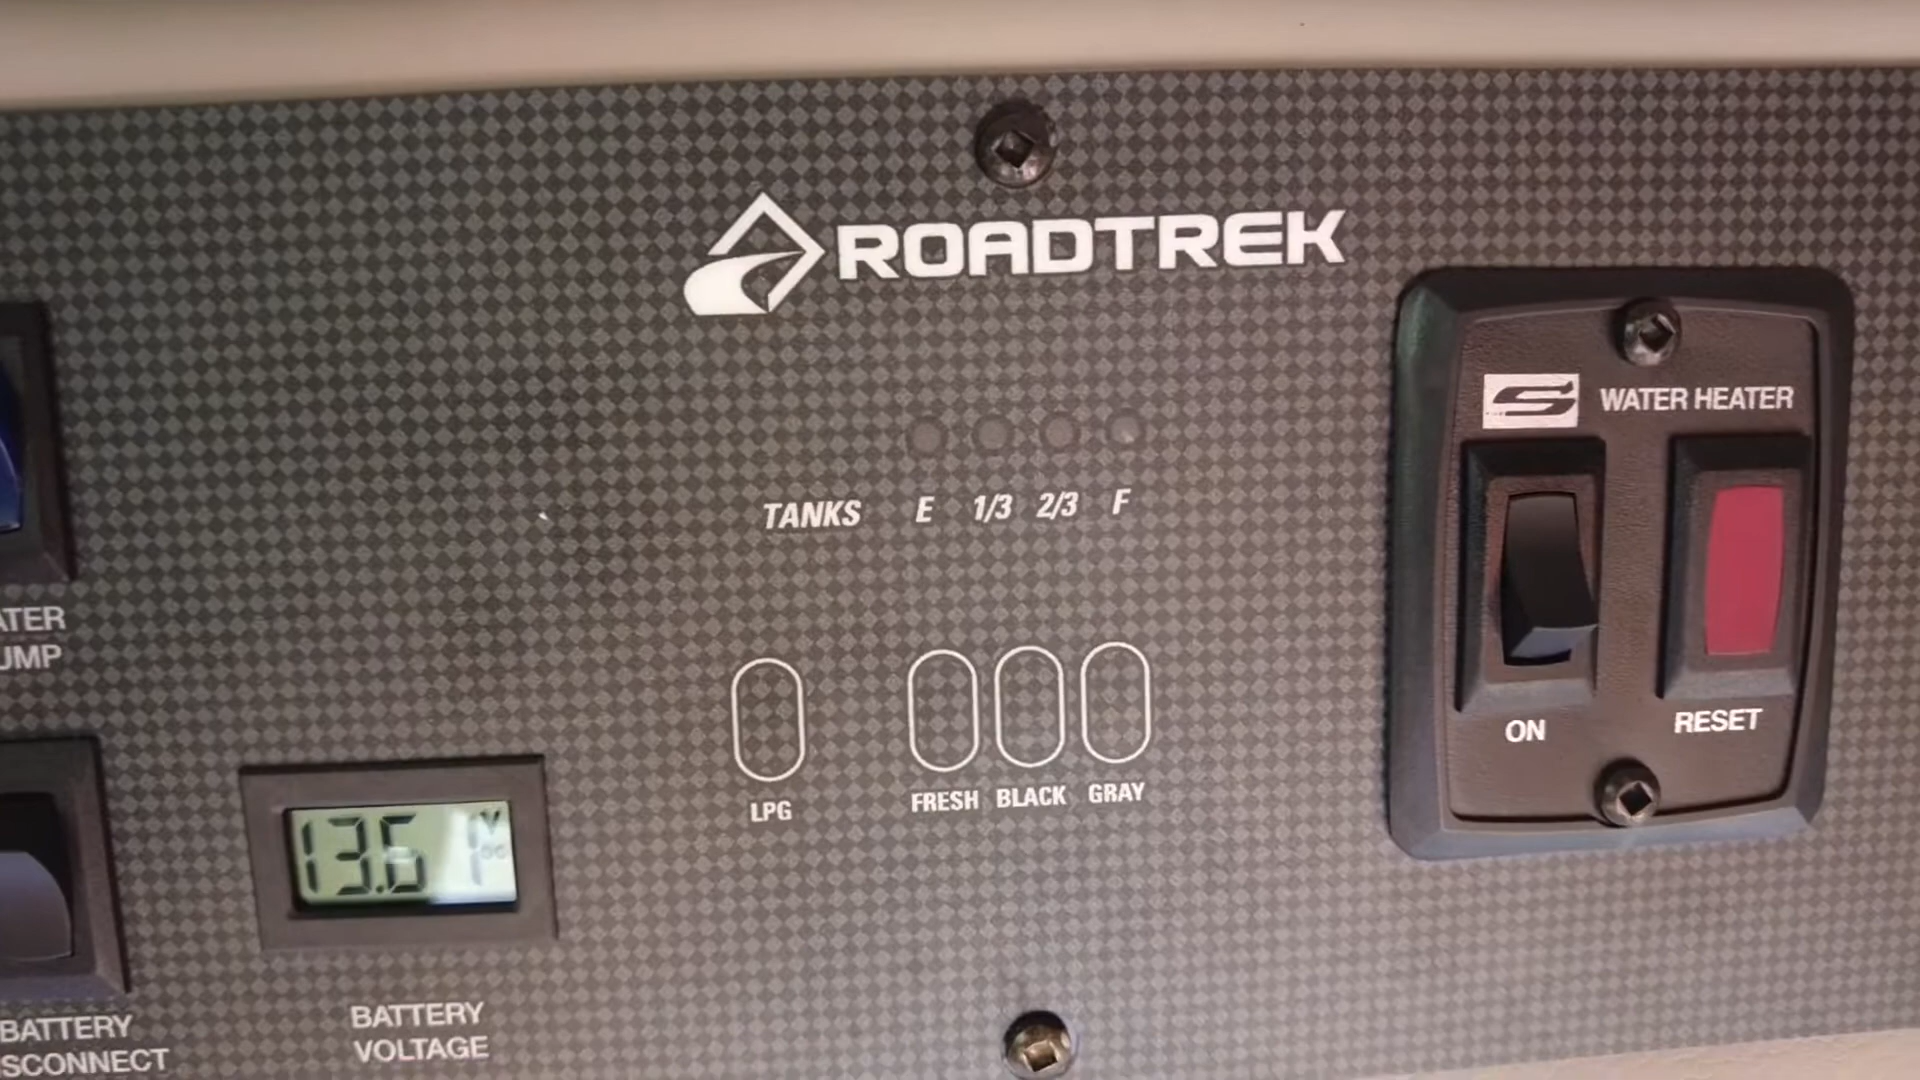 ROADTREK
S WATER HEATER
TANKS E 1/3 2/3 F
ATER
UMP
ON RESET
LPG FRESH BLACK GRAY
13.6 V
BATTERY
SCONNECT
BATTERY
VOLTAGE